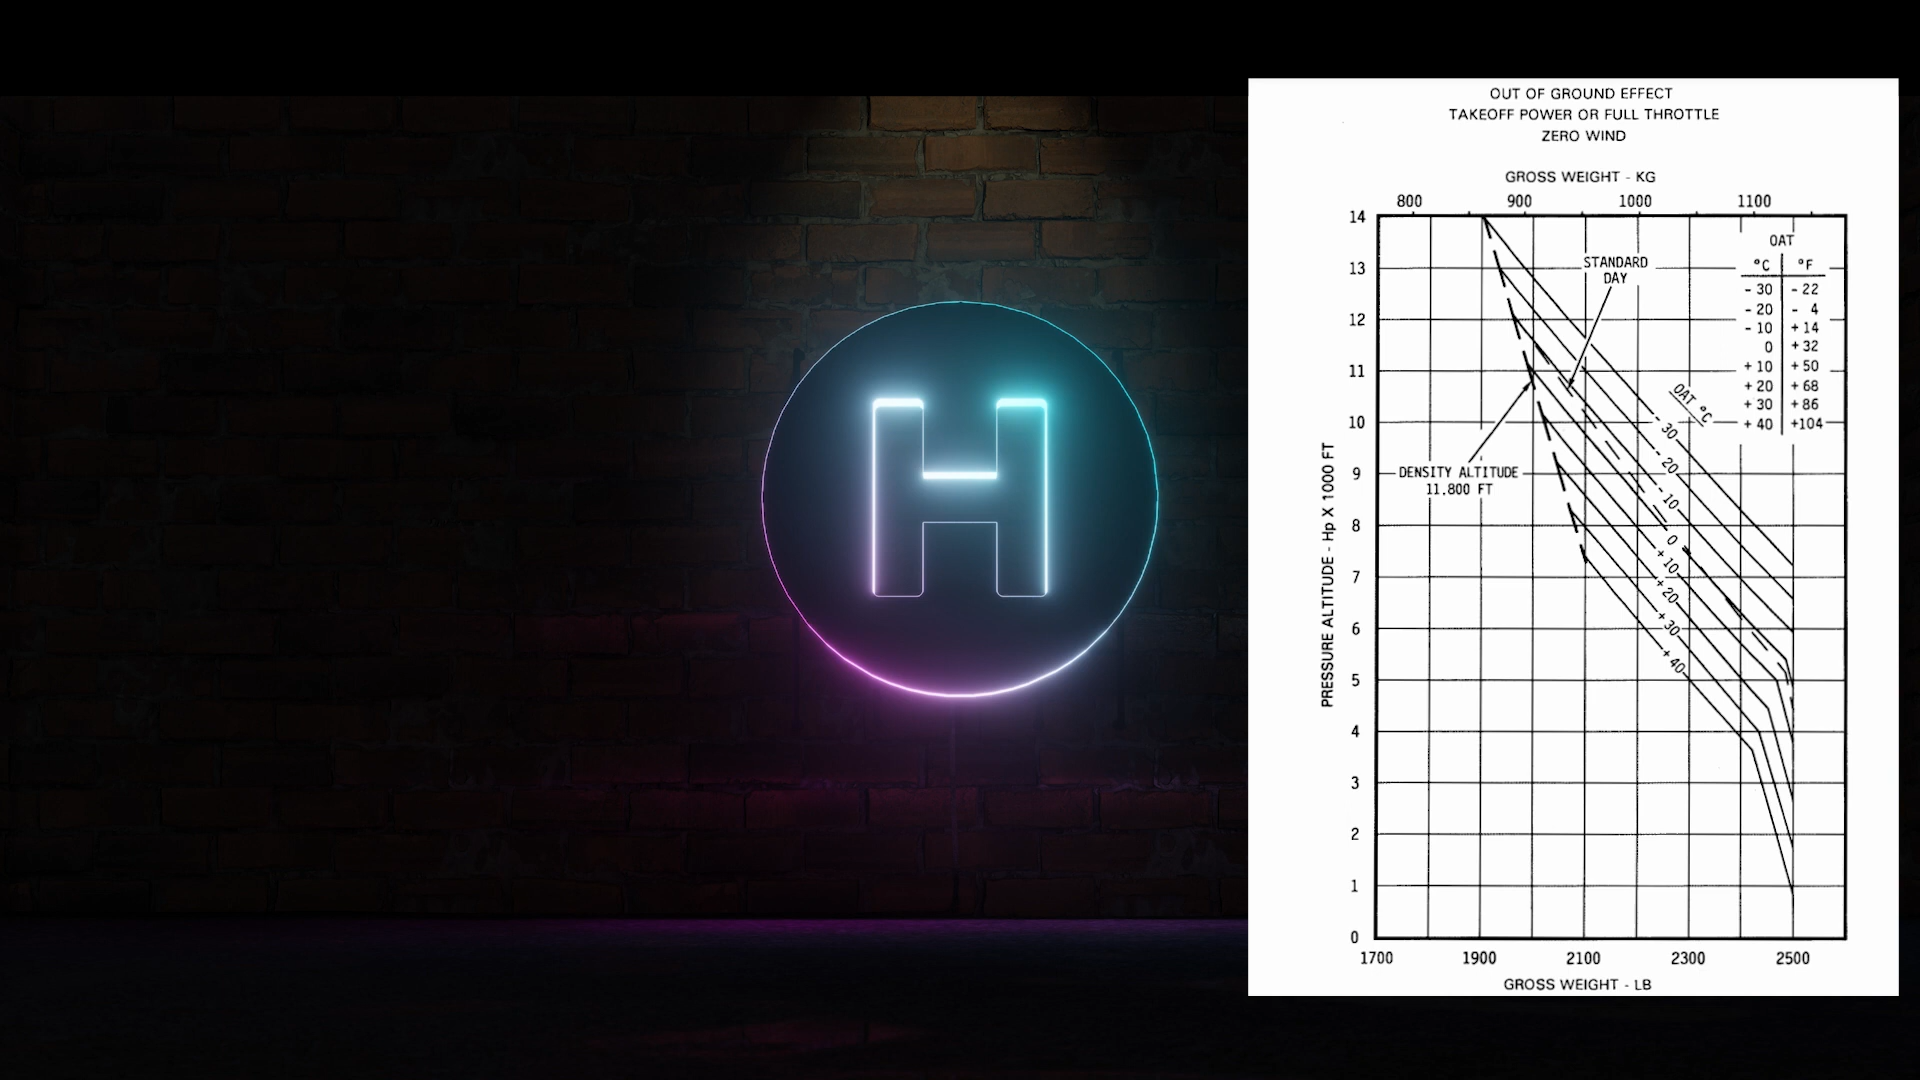 H
OUT OF GROUND EFFECT
TAKEOFF POWER OR FULL THROTTLE
ZERO WIND
GROSS WEIGHT - KG
800 900 1000 1100
14
13
12
11
10
9
8
7
6
5
4
3
2
1
0
PRESSURE ALTITUDE - Hp X 1000 FT
STANDARD
DAY
DENSITY ALTITUDE
11,800 FT
OAT
°C °F
- 30 - 22
- 20 - 4
- 10 + 14
0 + 32
+ 10 + 50
+ 20 + 68
+ 30 + 86
+ 40 +104
OAT °C
- 30
- 20
- 10
0
+ 10
+ 20
+ 30
+ 40
1700 1900 2100 2300 2500
GROSS WEIGHT - LB